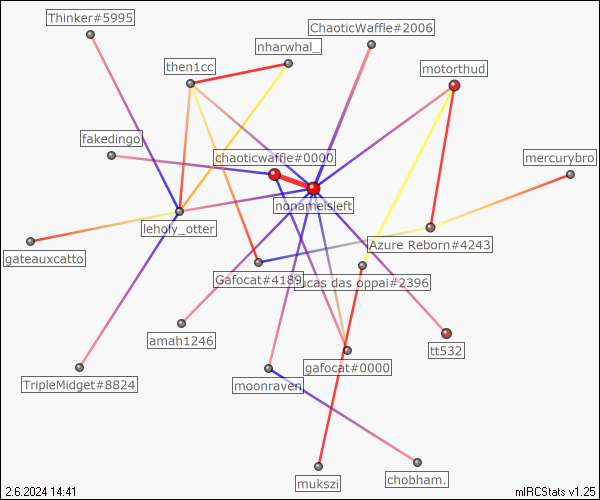 Thinker#5995
ChaoticWaffle#2006
nharwhal_
then1cc
motorthud
fakedingo
chaoticwaffle#0000
mercurybro
nonameisleft
leholy_otter
Azure Reborn#4243
gateauxcatto
Gafocat#4189
lucas das oppai#2396
amah1246
tt532
gafocat#0000
TripleMidget#8824
moonraven
mukszi
chobham.
2.6.2024 14:41
mIRCStats v1.25